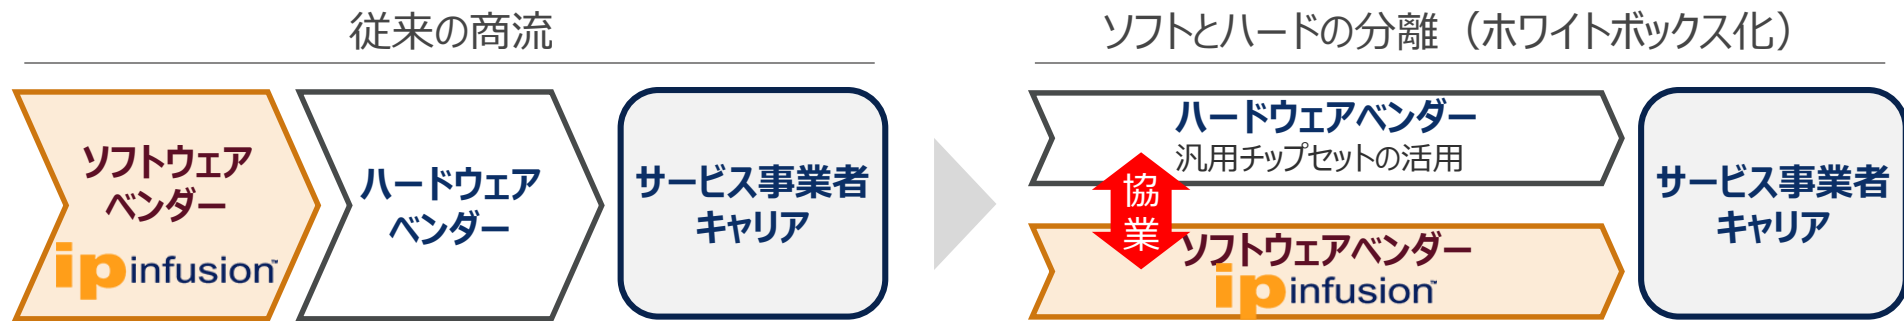 従来の商流
ソフトウェア
ベンダー
ip infusion™
ハードウェア
ベンダー
サービス事業者
キャリア
ソフトとハードの分離（ホワイトボックス化）
ハードウェアベンダー
汎用チップセットの活用
協
業
ソフトウェアベンダー
ip infusion™
サービス事業者
キャリア